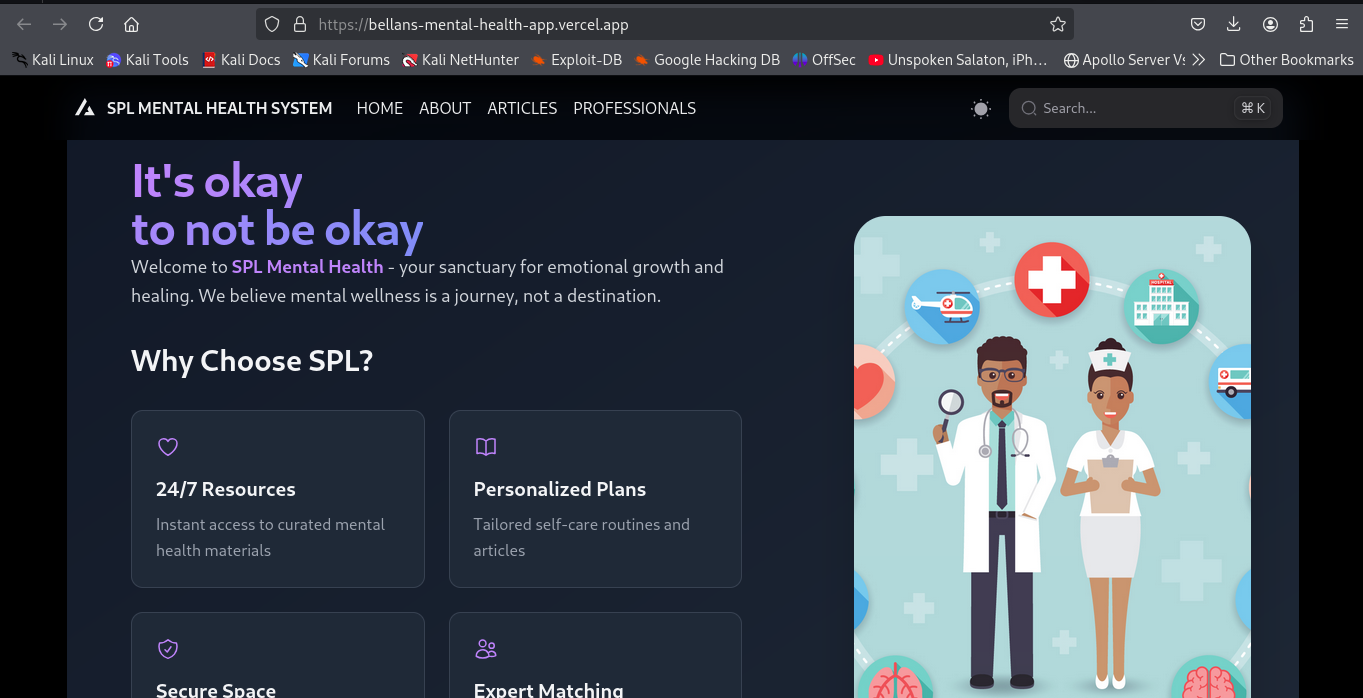 https://bellans-mental-health-app.vercel.app
Kali Linux Kali Tools Kali Docs Kali Forums Kali NetHunter Exploit-DB Google Hacking DB OffSec Unspoken Salaton, iPh… Apollo Server Vs Other Bookmarks
SPL MENTAL HEALTH SYSTEM HOME ABOUT ARTICLES PROFESSIONALS Search... ⌘ K
It's okay
to not be okay
Welcome to SPL Mental Health - your sanctuary for emotional growth and
healing. We believe mental wellness is a journey, not a destination.
HOSPITAL
Why Choose SPL?
24/7 Resources
Instant access to curated mental
health materials
Personalized Plans
Tailored self-care routines and
articles
Secure Space
Expert Matching